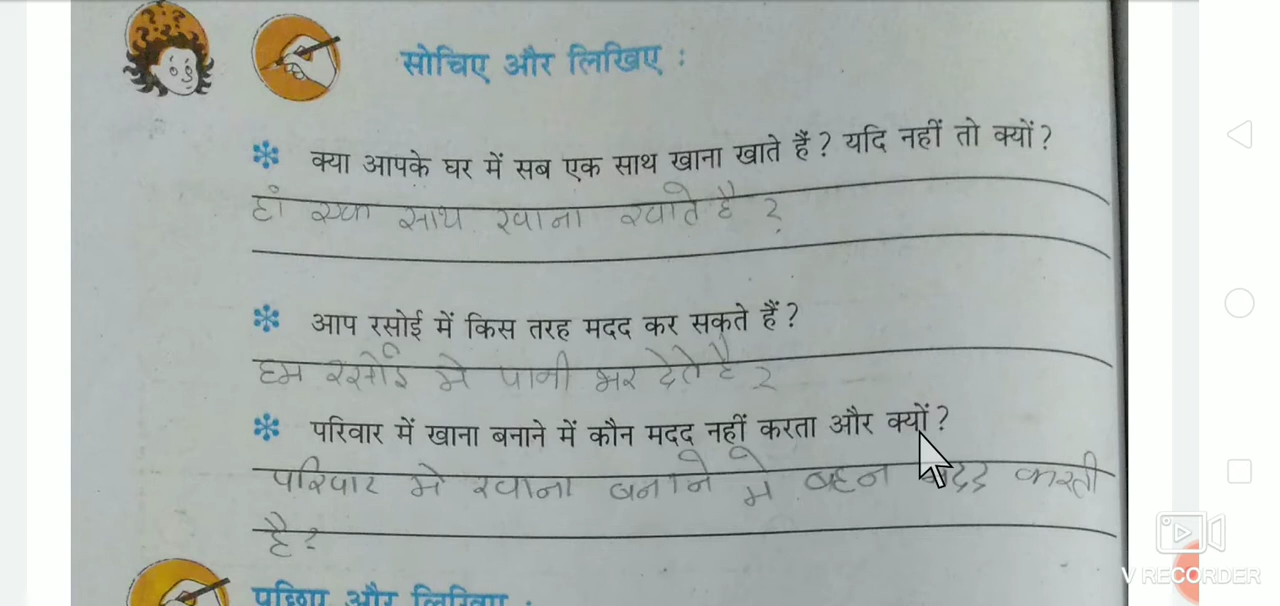 सोचिए और लिखिए :
क्या आपके घर में सब एक साथ खाना खाते हैं? यदि नहीं तो क्यों?
हां एक साथ खाना खाते है ?
आप रसोई में किस तरह मदद कर सकते हैं?
हम रसोई मे पानी भर देते है ?
परिवार में खाना बनाने में कौन मदद नहीं करता और क्यों?
परिवार मे खाना बनाने मे बहन मदद करती
है ?
पूछिए और लिखिए :
V RECORDER